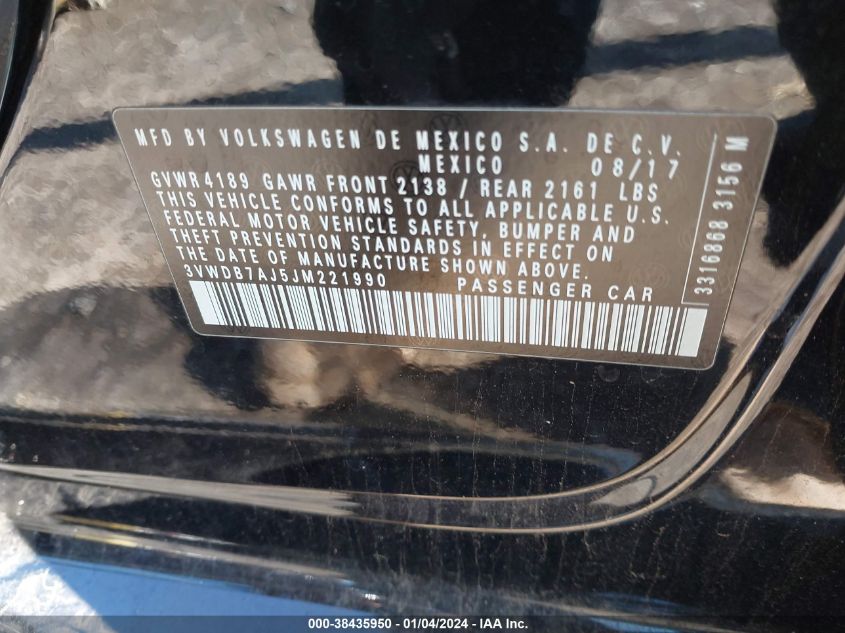 MFD BY VOLKSWAGEN DE MEXICO S.A. DE C.V.
MEXICO 08/17
GVWR 4189 GAWR FRONT 2138 / REAR 2161 LBS
THIS VEHICLE CONFORMS TO ALL APPLICABLE U.S.
FEDERAL MOTOR VEHICLE SAFETY, BUMPER AND
THEFT PREVENTION STANDARDS IN EFFECT ON
THE DATE OF MANUFACTURE SHOWN ABOVE.
3VWDB7AJ5JM221990 PASSENGER CAR
3316868 3156 M
000-38435950 - 01/04/2024 - IAA Inc.